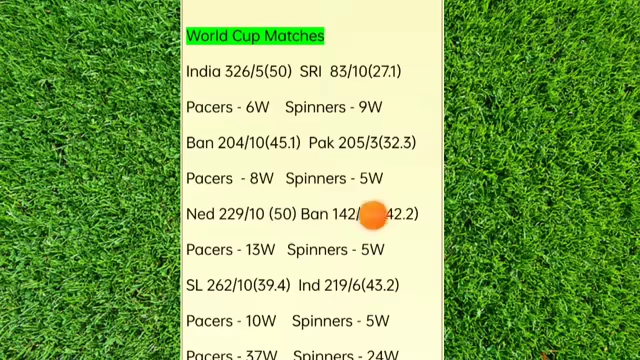 World Cup Matches
India 326/5(50) SRI 83/10(27.1)
Pacers - 6W Spinners - 9W
Ban 204/10(45.1) Pak 205/3(32.3)
Pacers - 8W Spinners - 5W
Ned 229/10 (50) Ban 142/ 42.2)
Pacers - 13W Spinners - 5W
SL 262/10(39.4) Ind 219/6(43.2)
Pacers - 10W Spinners - 5W
Pacers - 37W Spinners - 24W